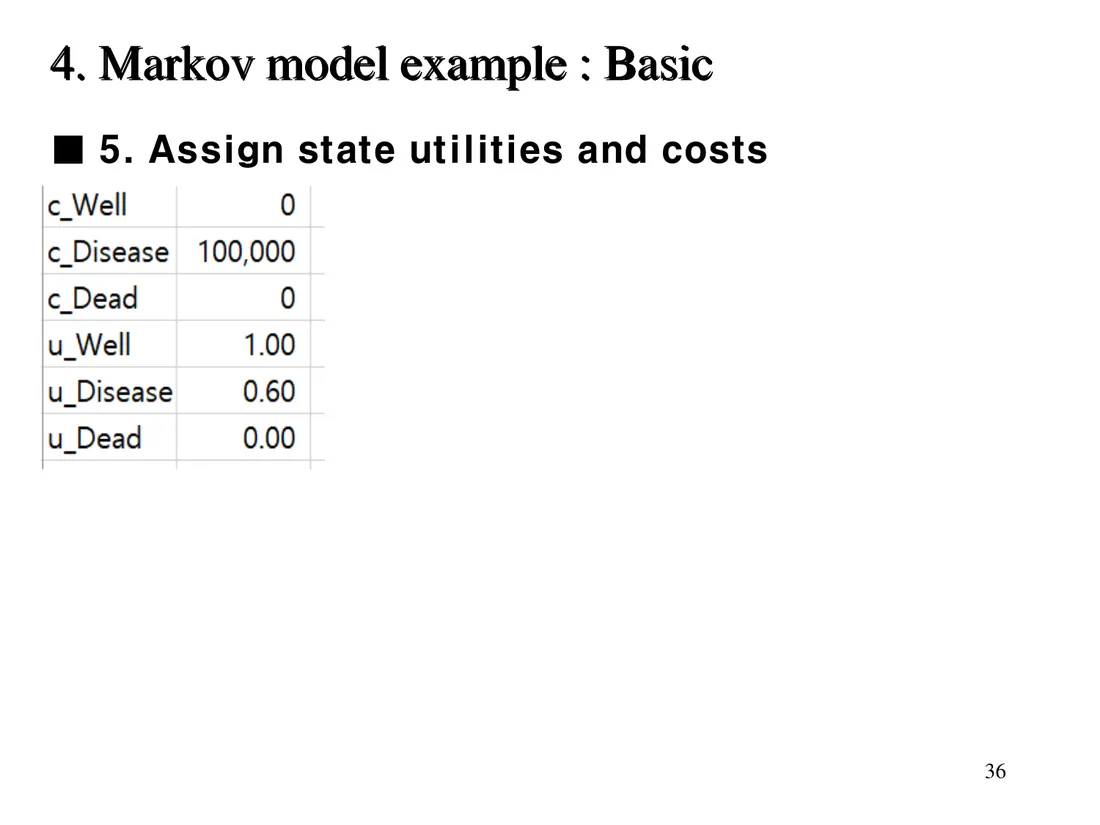 4. Markov model example : Basic
■ 5. Assign state utilities and costs
c_Well 0
c_Disease 100,000
c_Dead 0
u_Well 1.00
u_Disease 0.60
u_Dead 0.00
36